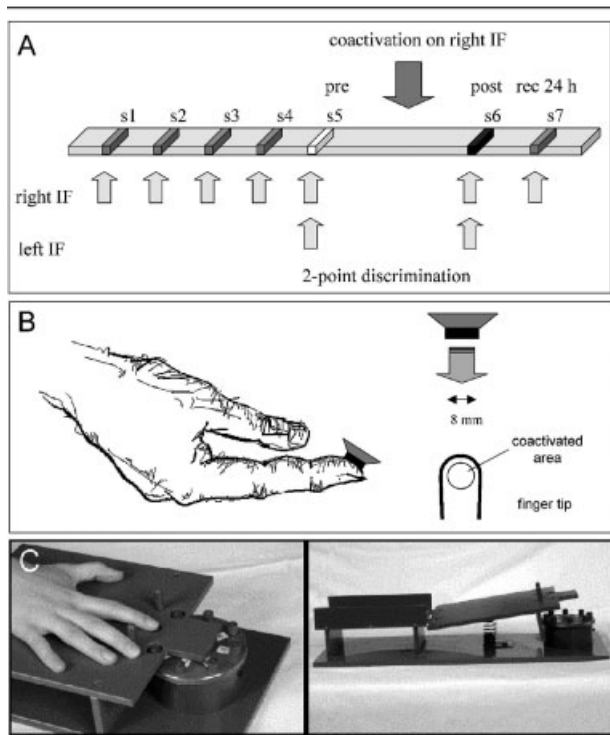 A
coactivation on right IF
pre
post
rec 24 h
s1
s2
s3
s4
s5
s6
s7
right IF
left IF
2-point discrimination
B
8 mm
coactivated
area
finger tip
C